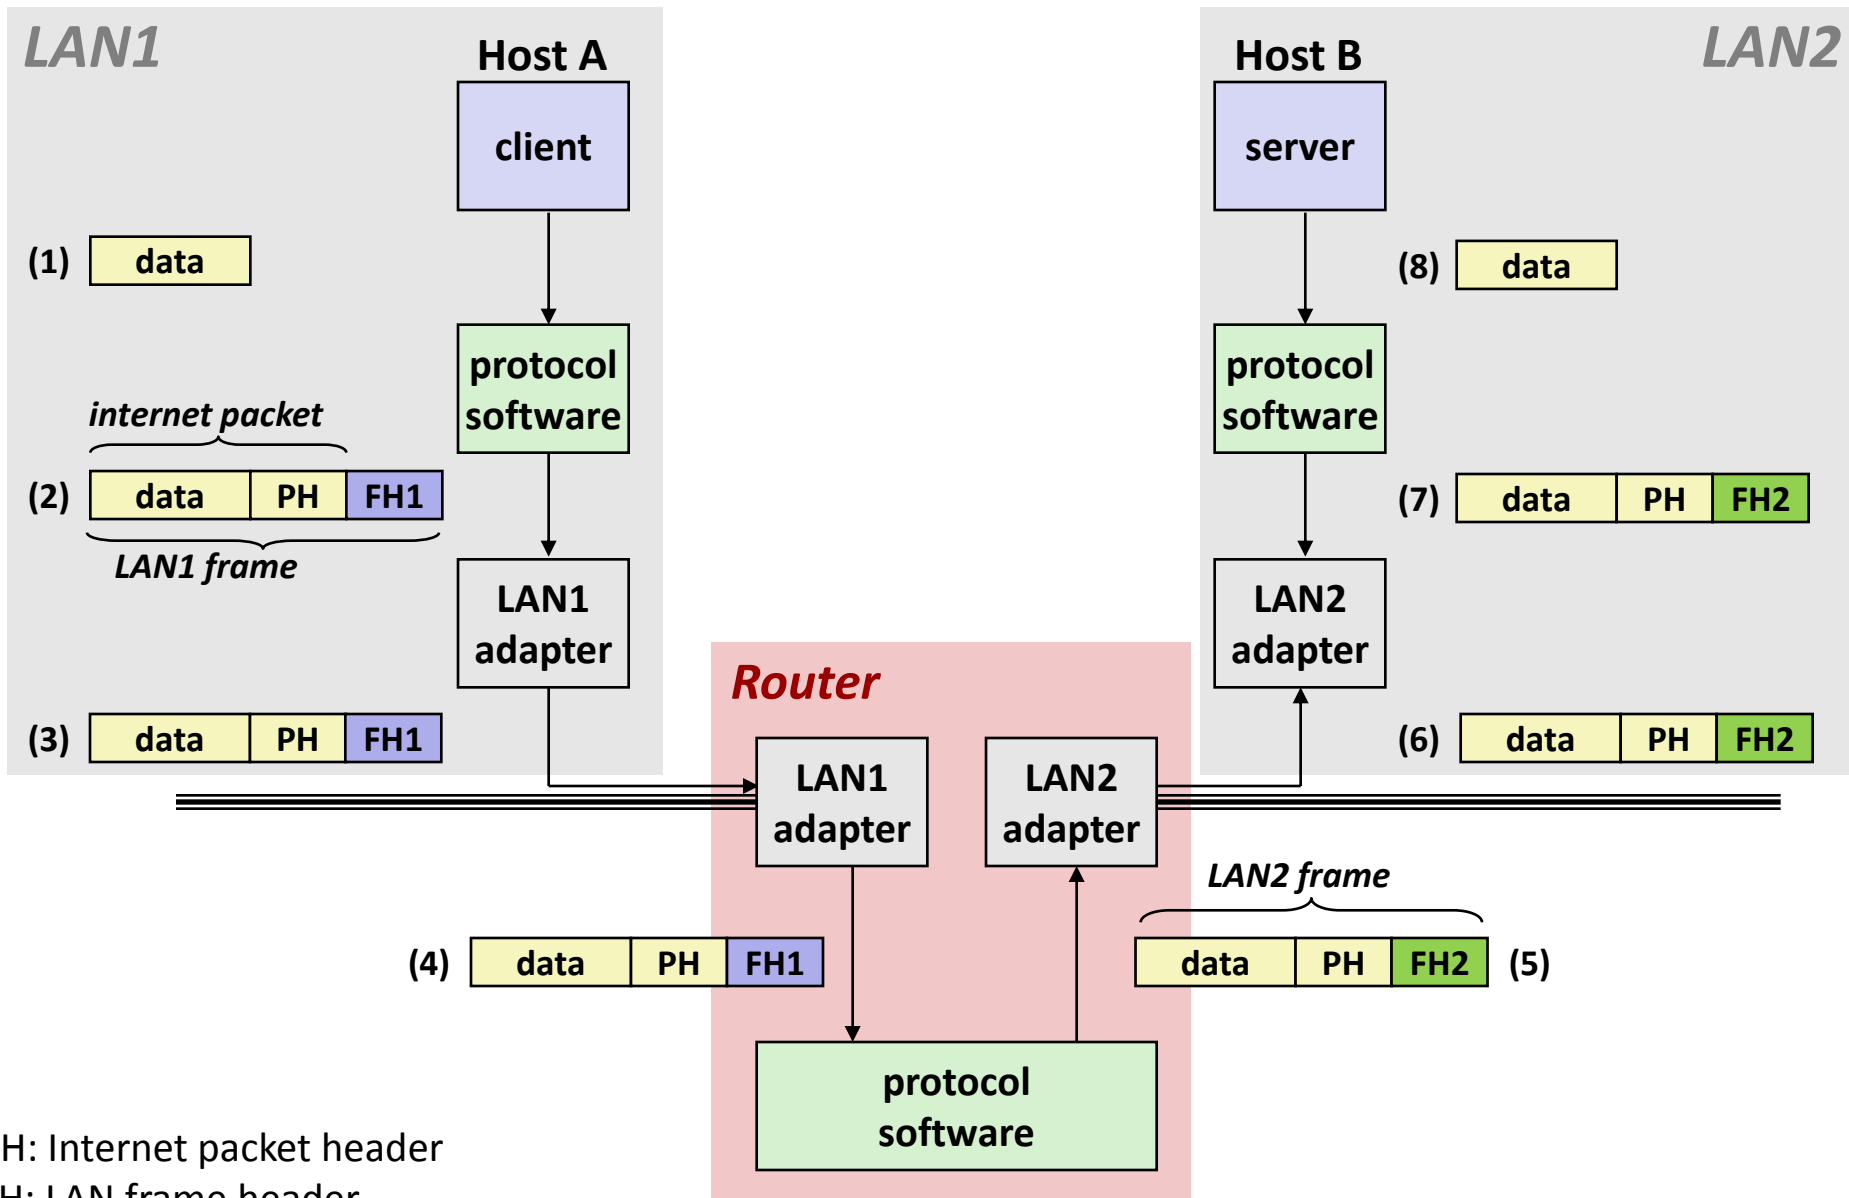 LAN1
Host A
client
(1) data
protocol
software
internet packet
(2) data PH FH1
LAN1 frame
LAN1
adapter
(3) data PH FH1
Host B
LAN2
server
(8) data
protocol
software
(7) data PH FH2
LAN2
adapter
(6) data PH FH2
Router
LAN1
adapter
LAN2
adapter
LAN2 frame
(4) data PH FH1
data PH FH2 (5)
protocol
software
H: Internet packet header
H: LAN frame header